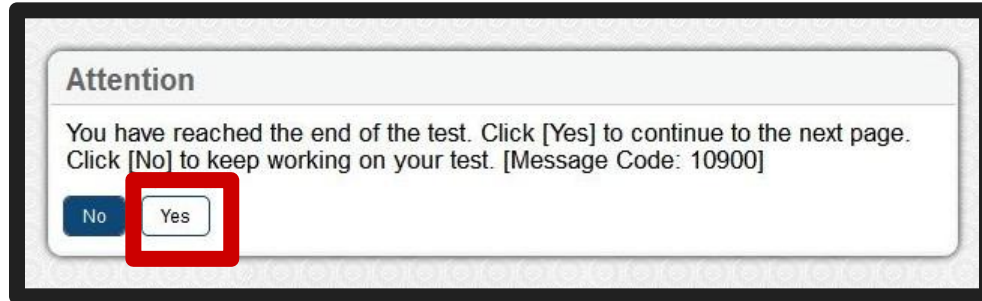 Attention
You have reached the end of the test. Click [Yes] to continue to the next page.
Click [No] to keep working on your test. [Message Code: 10900]
No Yes